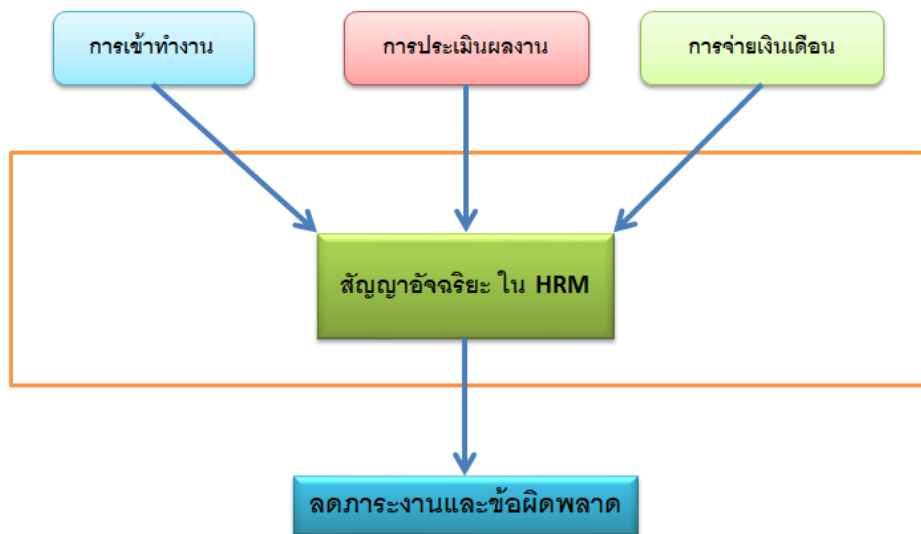 การเข้าทำงาน
การประเมินผลงาน
การจ่ายเงินเดือน
สัญญาอัจฉริยะ ใน HRM
ลดภาระงานและข้อผิดพลาด